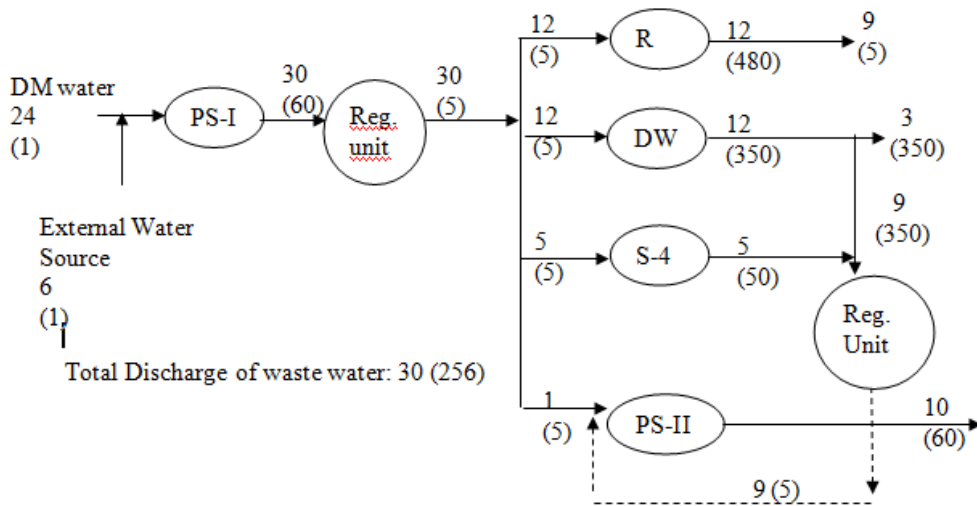 DM water
24
(1)
PS-I
30
(60)
Reg.
unit
30
(5)
External Water
Source
6
(1)
Total Discharge of waste water: 30 (256)
12
(5)
R
12
(480)
9
(5)
12
(5)
DW
12
(350)
3
(350)
9
(350)
5
(5)
S-4
5
(50)
Reg.
Unit
1
(5)
PS-II
10
(60)
9 (5)